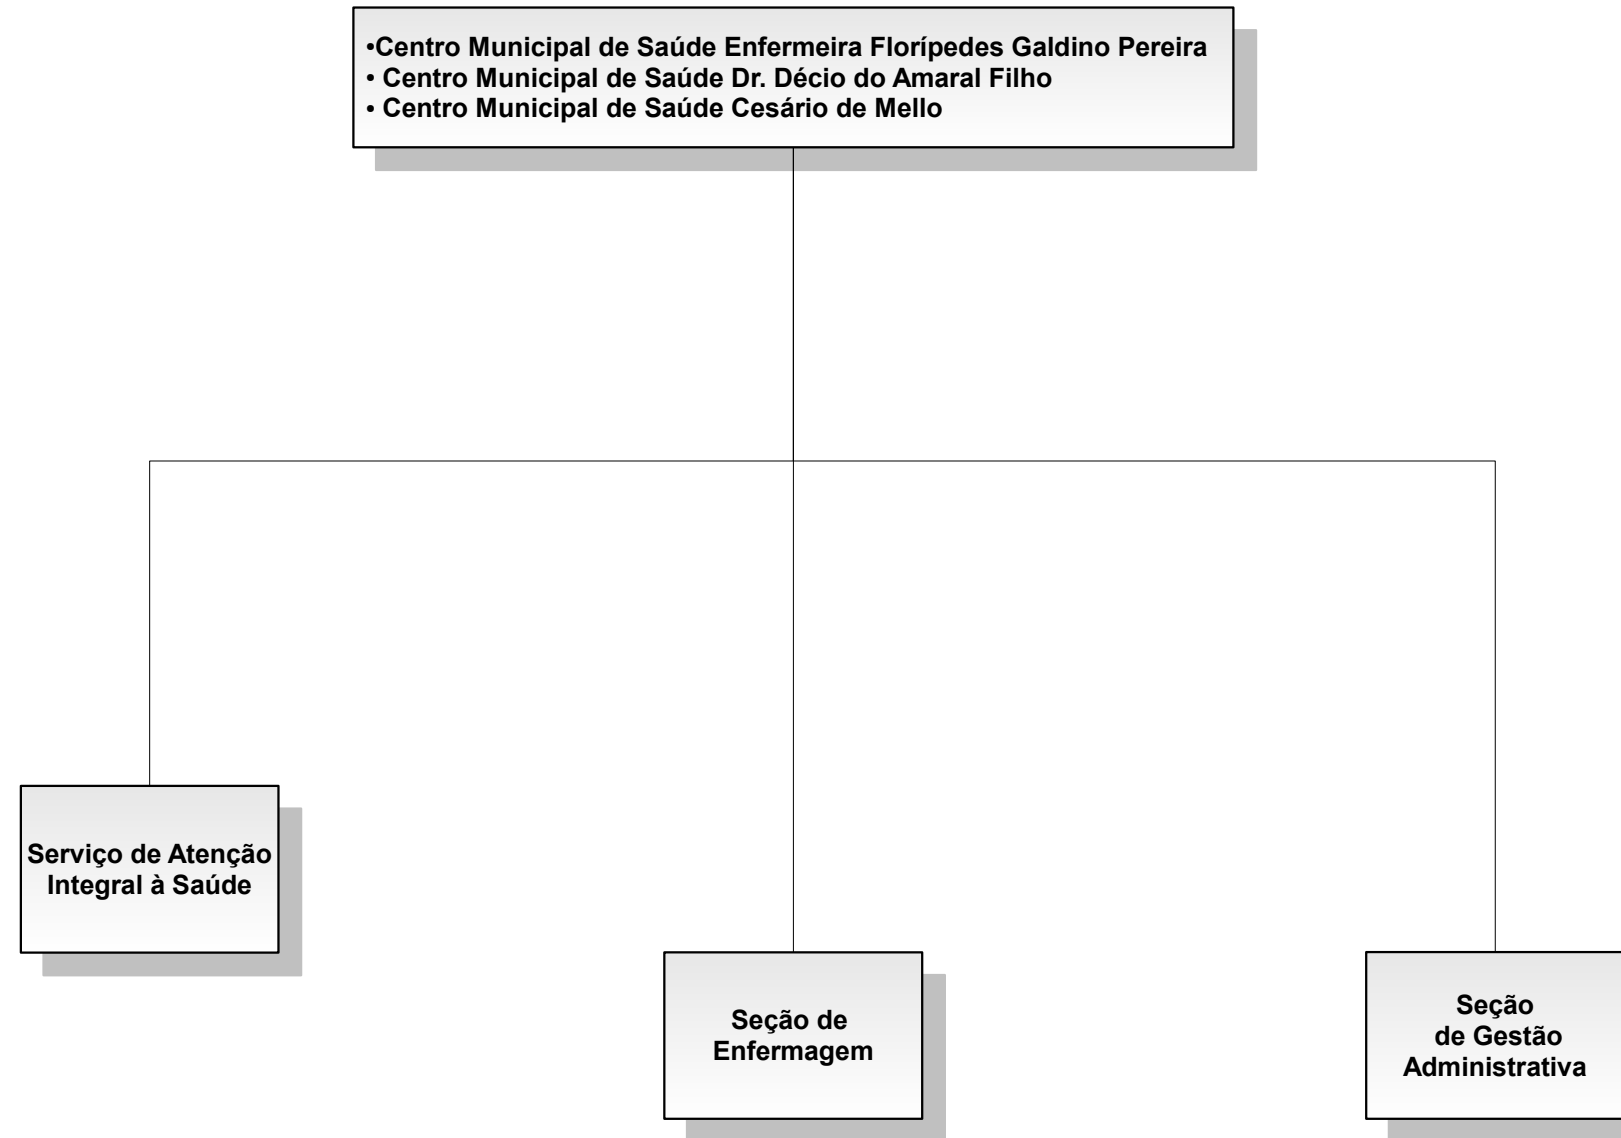 •Centro Municipal de Saúde Enfermeira Florípedes Galdino Pereira
• Centro Municipal de Saúde Dr. Décio do Amaral Filho
• Centro Municipal de Saúde Cesário de Mello
Serviço de Atenção
Integral à Saúde
Seção de
Enfermagem
Seção
de Gestão
Administrativa